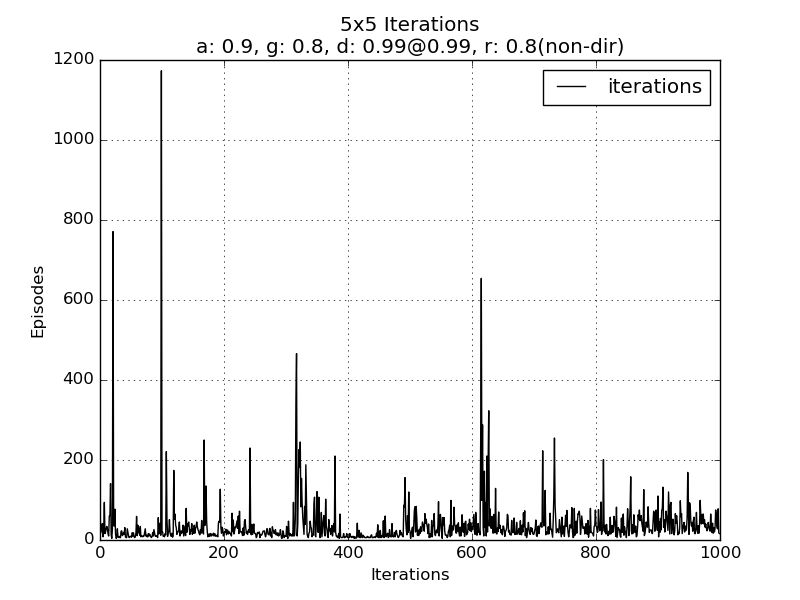 5x5 Iterations
a: 0.9, g: 0.8, d: 0.99@0.99, r: 0.8(non-dir)
iterations
1200
1000
800
600
400
200
0
Episodes
0 200 400 600 800 1000
Iterations